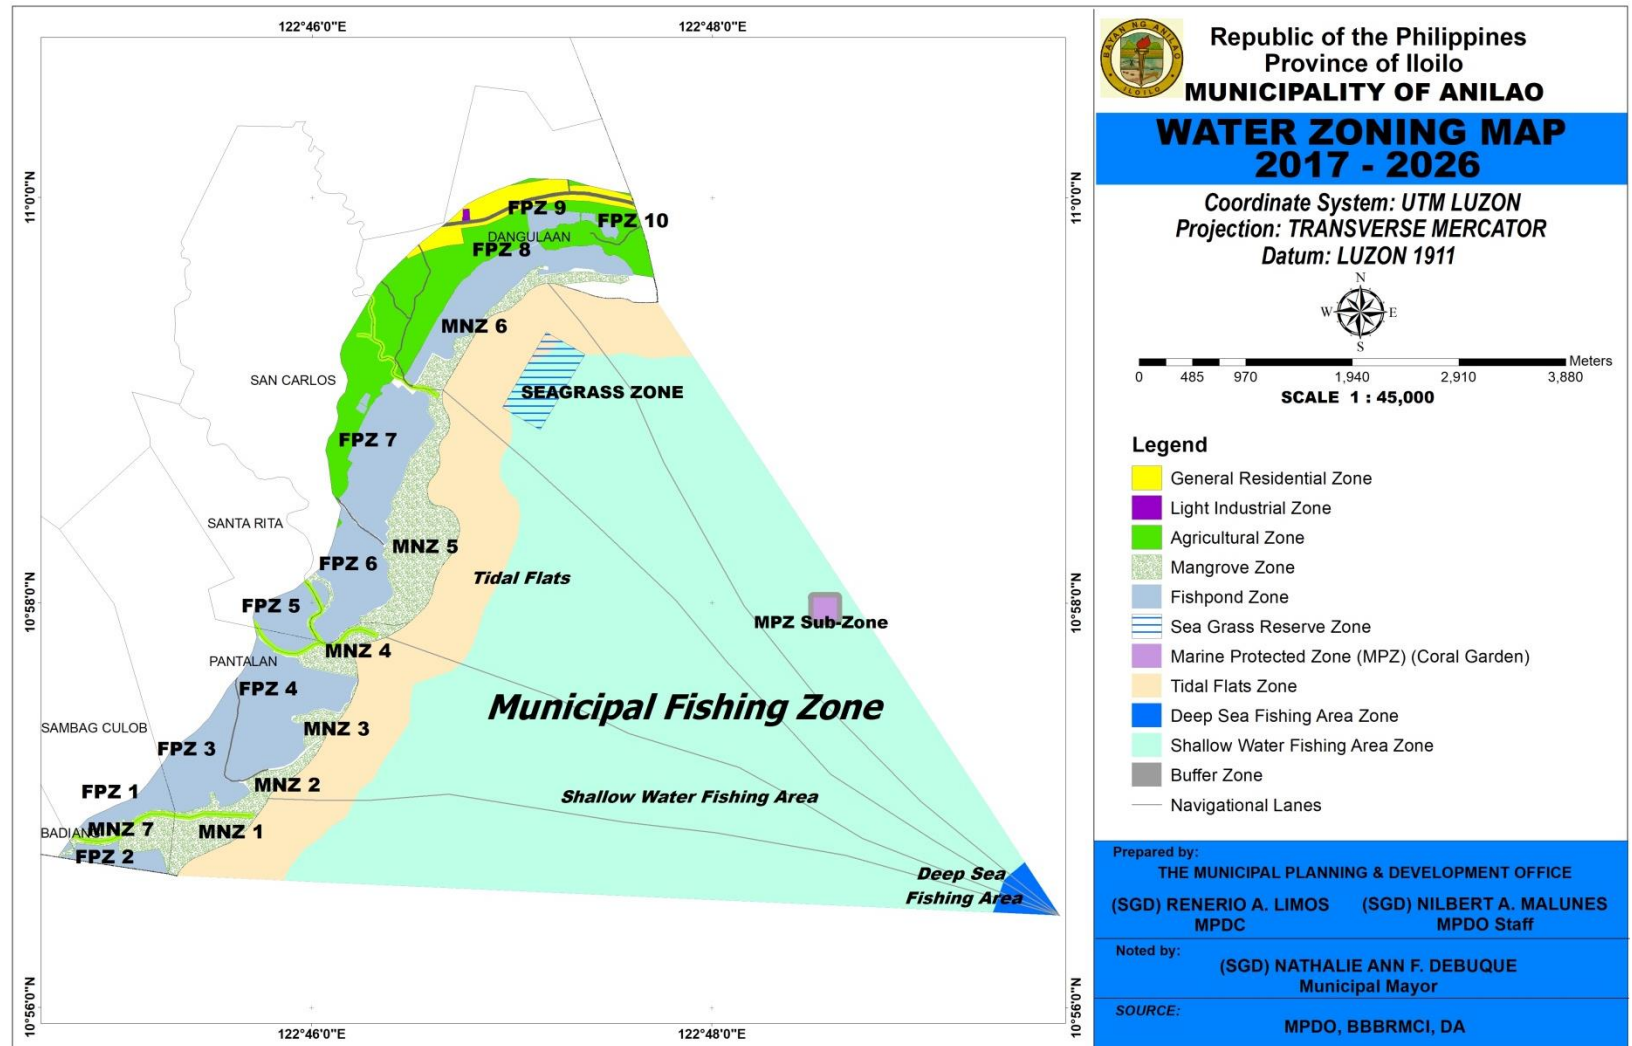 122°46'0"E
122°48'0"E
11°0'0"N
11°0'0"N
FPZ 9
FPZ 10
DANGULAAN
FPZ 8
MNZ 6
SAN CARLOS
SEAGRASS ZONE
FPZ 7
SANTA RITA
MNZ 5
FPZ 6
Tidal Flats
FPZ 5
10°58'0"N
10°58'0"N
MPZ Sub-Zone
MNZ 4
PANTALAN
FPZ 4
Municipal Fishing Zone
SAMBAG CULOB
MNZ 3
FPZ 3
MNZ 2
FPZ 1
Shallow Water Fishing Area
BADIANG
MNZ 7
MNZ 1
FPZ 2
Deep Sea
Fishing Area
10°56'0"N
10°56'0"N
122°46'0"E
122°48'0"E
BAYAN NG ANILAO
ILOILO
Republic of the Philippines
Province of Iloilo
MUNICIPALITY OF ANILAO
WATER ZONING MAP
2017 - 2026
Coordinate System: UTM LUZON
Projection: TRANSVERSE MERCATOR
Datum: LUZON 1911
N
W E
S
Meters
0 485 970 1,940 2,910 3,880
SCALE 1 : 45,000
Legend
General Residential Zone
Light Industrial Zone
Agricultural Zone
Mangrove Zone
Fishpond Zone
Sea Grass Reserve Zone
Marine Protected Zone (MPZ) (Coral Garden)
Tidal Flats Zone
Deep Sea Fishing Area Zone
Shallow Water Fishing Area Zone
Buffer Zone
Navigational Lanes
Prepared by:
THE MUNICIPAL PLANNING & DEVELOPMENT OFFICE
(SGD) RENERIO A. LIMOS (SGD) NILBERT A. MALUNES
MPDC MPDO Staff
Noted by:
(SGD) NATHALIE ANN F. DEBUQUE
Municipal Mayor
SOURCE:
MPDO, BBBRMCI, DA